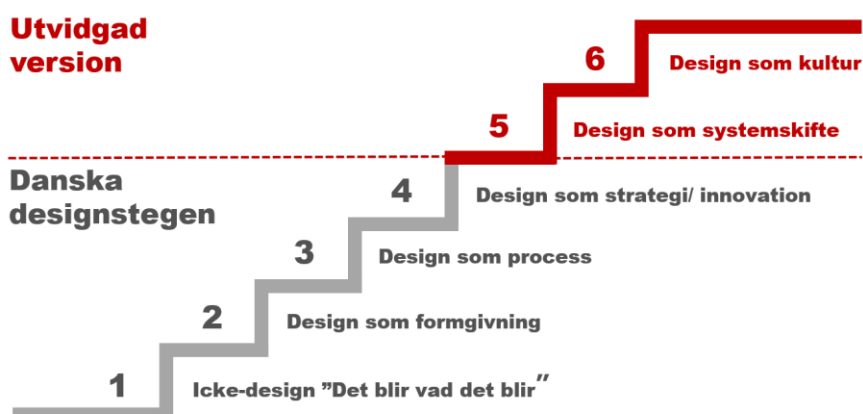 Utvidgad
version
6
Design som kultur
5
Design som systemskifte
Danska
designstegen
4
Design som strategi/ innovation
3
Design som process
2
Design som formgivning
1
Icke-design ”Det blir vad det blir”